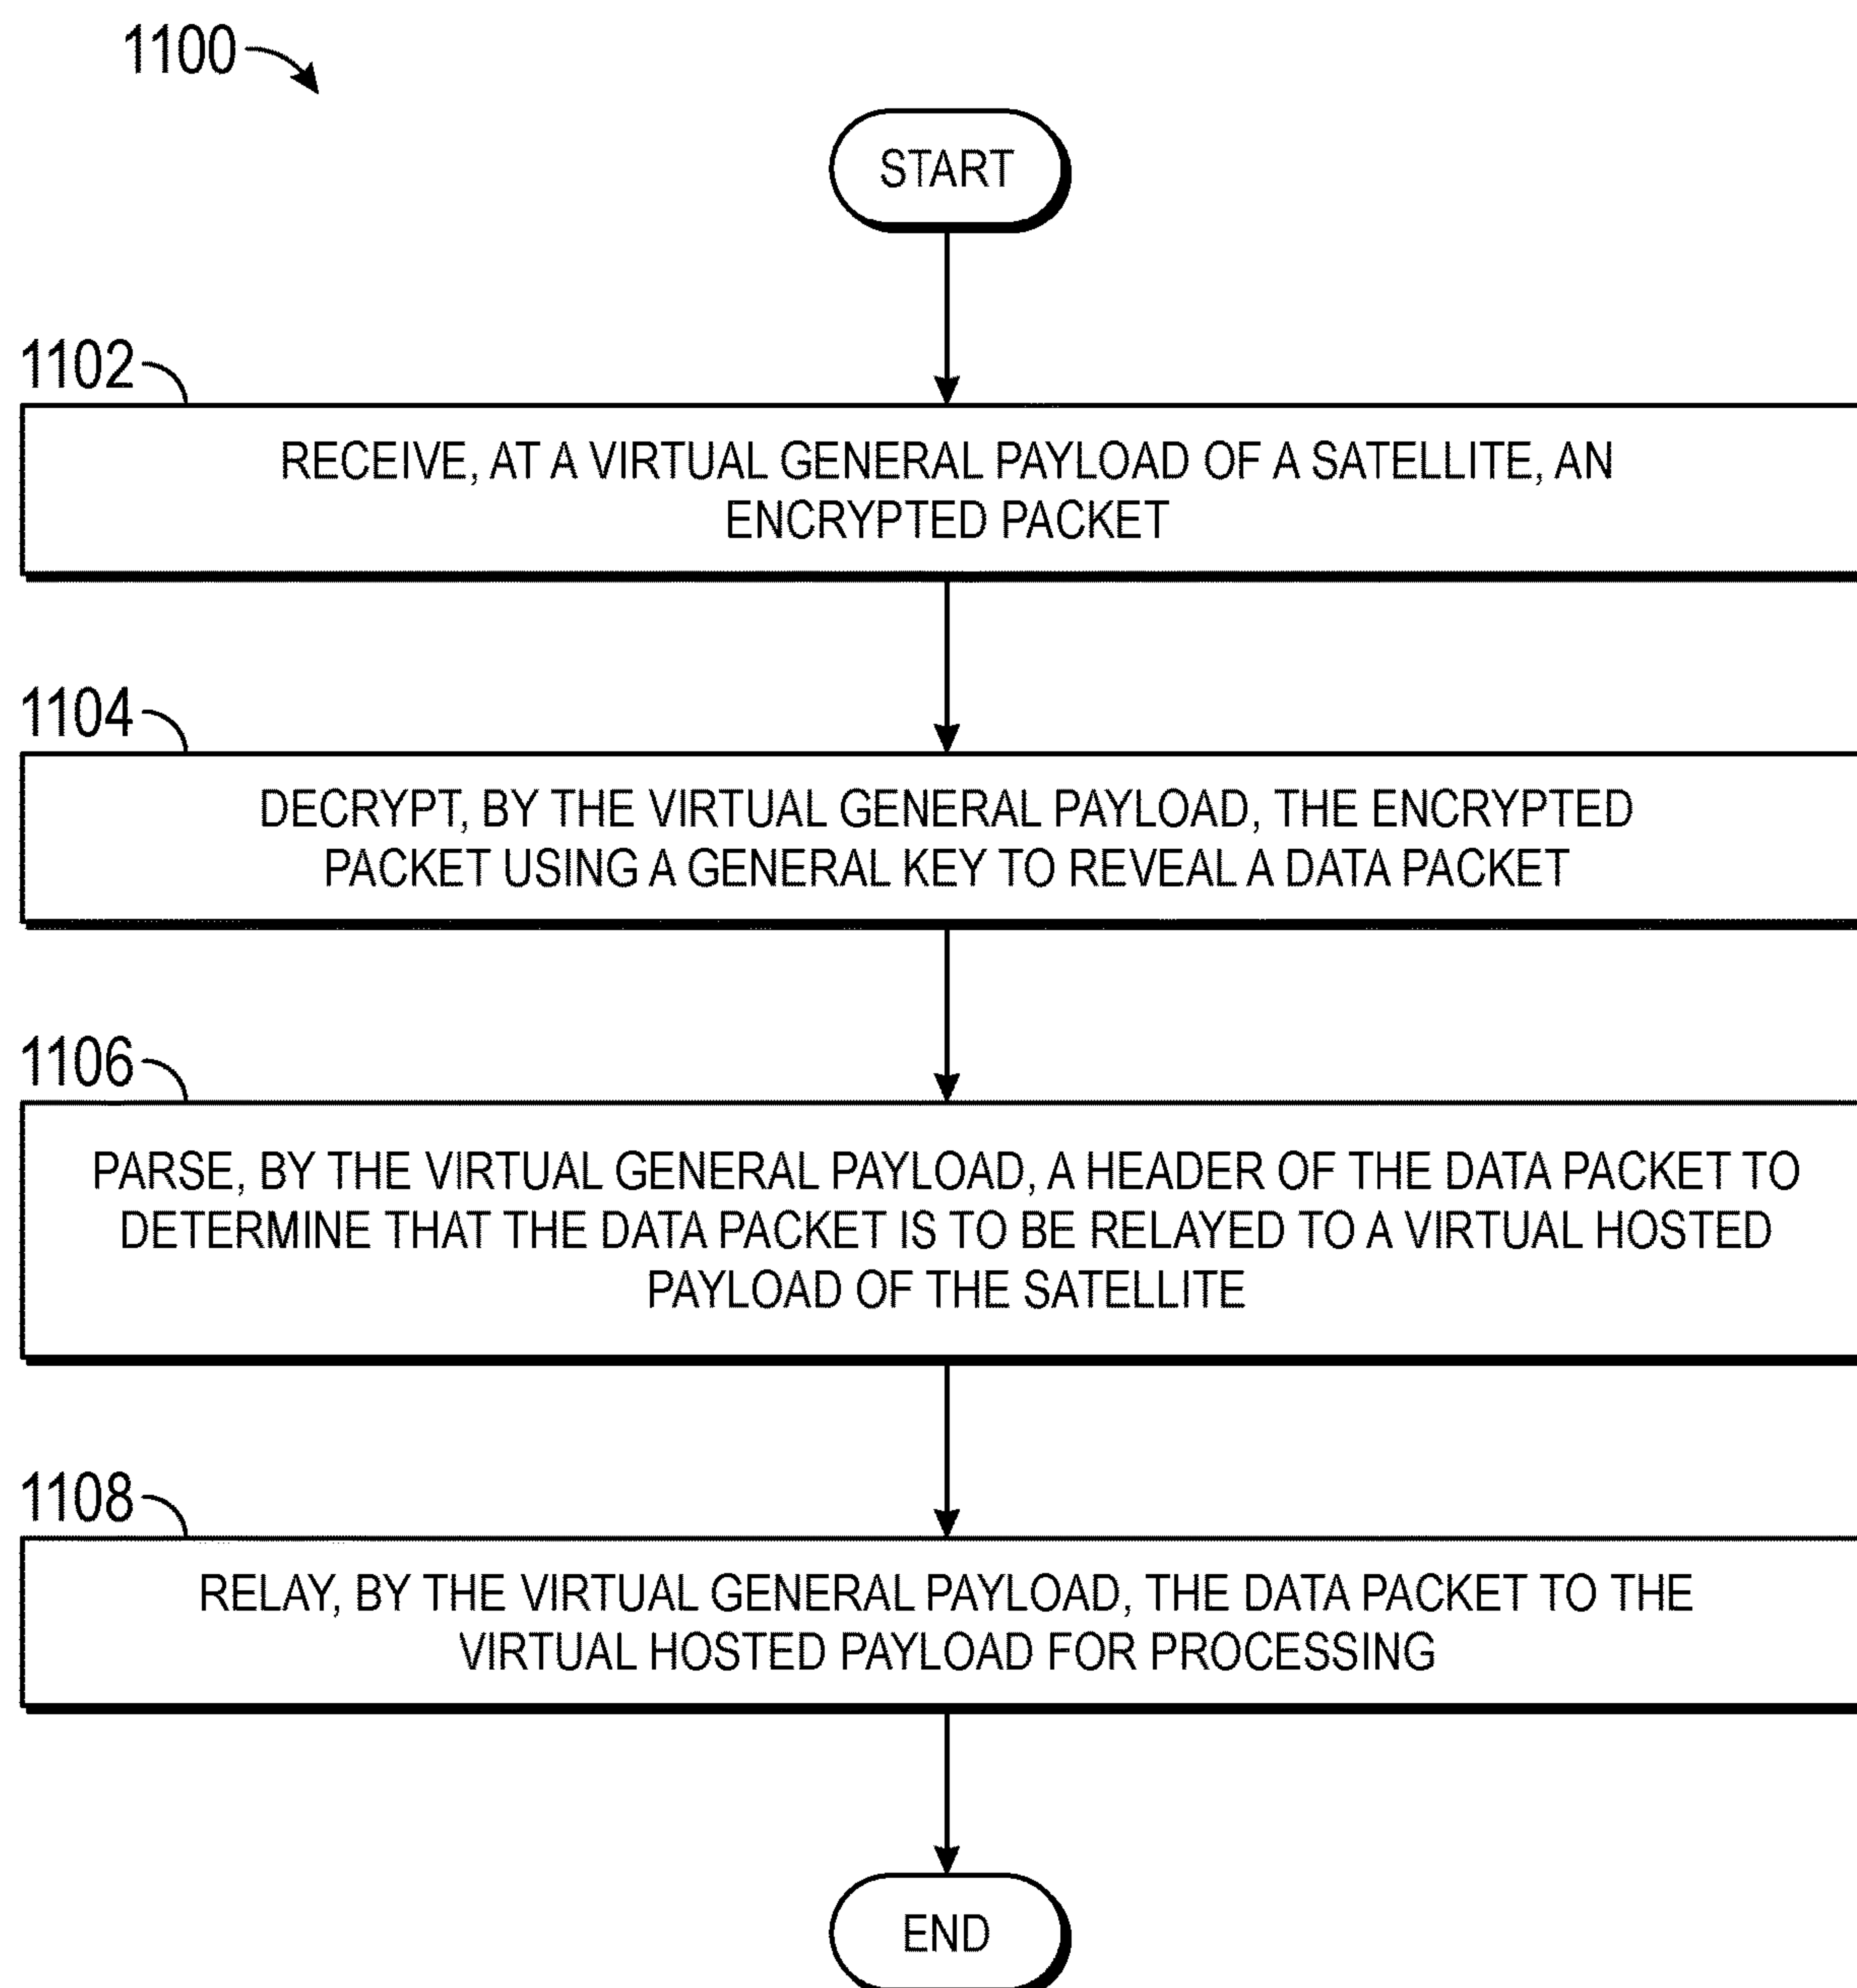 1100
START
1102
RECEIVE, AT A VIRTUAL GENERAL PAYLOAD OF A SATELLITE, AN
ENCRYPTED PACKET
1104
DECRYPT, BY THE VIRTUAL GENERAL PAYLOAD, THE ENCRYPTED
PACKET USING A GENERAL KEY TO REVEAL A DATA PACKET
1106
PARSE, BY THE VIRTUAL GENERAL PAYLOAD, A HEADER OF THE DATA PACKET TO
DETERMINE THAT THE DATA PACKET IS TO BE RELAYED TO A VIRTUAL HOSTED
PAYLOAD OF THE SATELLITE
1108
RELAY, BY THE VIRTUAL GENERAL PAYLOAD, THE DATA PACKET TO THE
VIRTUAL HOSTED PAYLOAD FOR PROCESSING
END